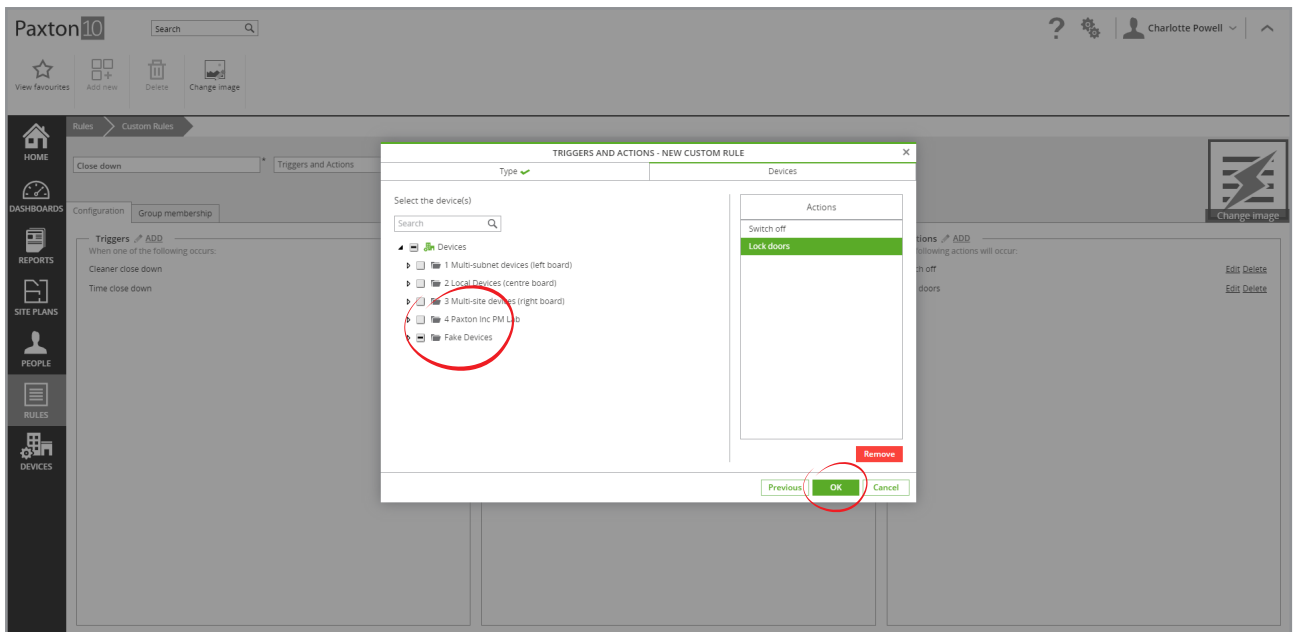 Paxton10
Search
?
Charlotte Powell
View favourites
Add new
Delete
Change image
HOME
DASHBOARDS
REPORTS
SITE PLANS
PEOPLE
RULES
DEVICES
Rules
Custom Rules
Close down
*
Triggers and Actions
Change image
Configuration
Group membership
Triggers ADD
When one of the following occurs:
Cleaner close down
Time close down
TRIGGERS AND ACTIONS - NEW CUSTOM RULE
Type
Devices
Select the device(s)
Search
Devices
1 Multi-subnet devices (left board)
2 Local Devices (centre board)
3 Multi-site devices (right board)
4 Paxton Inc PM Lab
Fake Devices
Actions
Switch off
Lock doors
Remove
Previous
OK
Cancel
ADD
following actions will occur:
off
Edit Delete
doors
Edit Delete